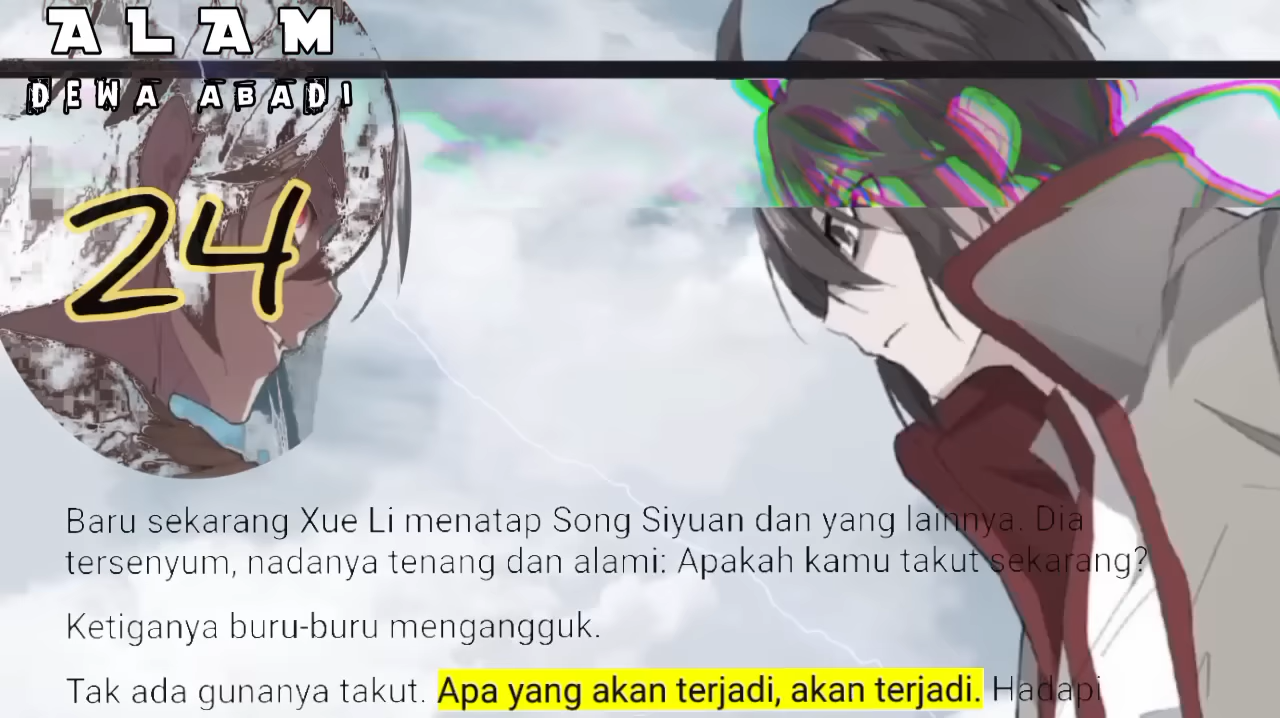 ALAM
DEWA ABADI
24
Baru sekarang Xue Li menatap Song Siyuan dan yang lainnya. Dia
tersenyum, nadanya tenang dan alami: Apakah kamu takut sekarang?
Ketiganya buru-buru mengangguk.
Tak ada gunanya takut. Apa yang akan terjadi, akan terjadi. Hadapi